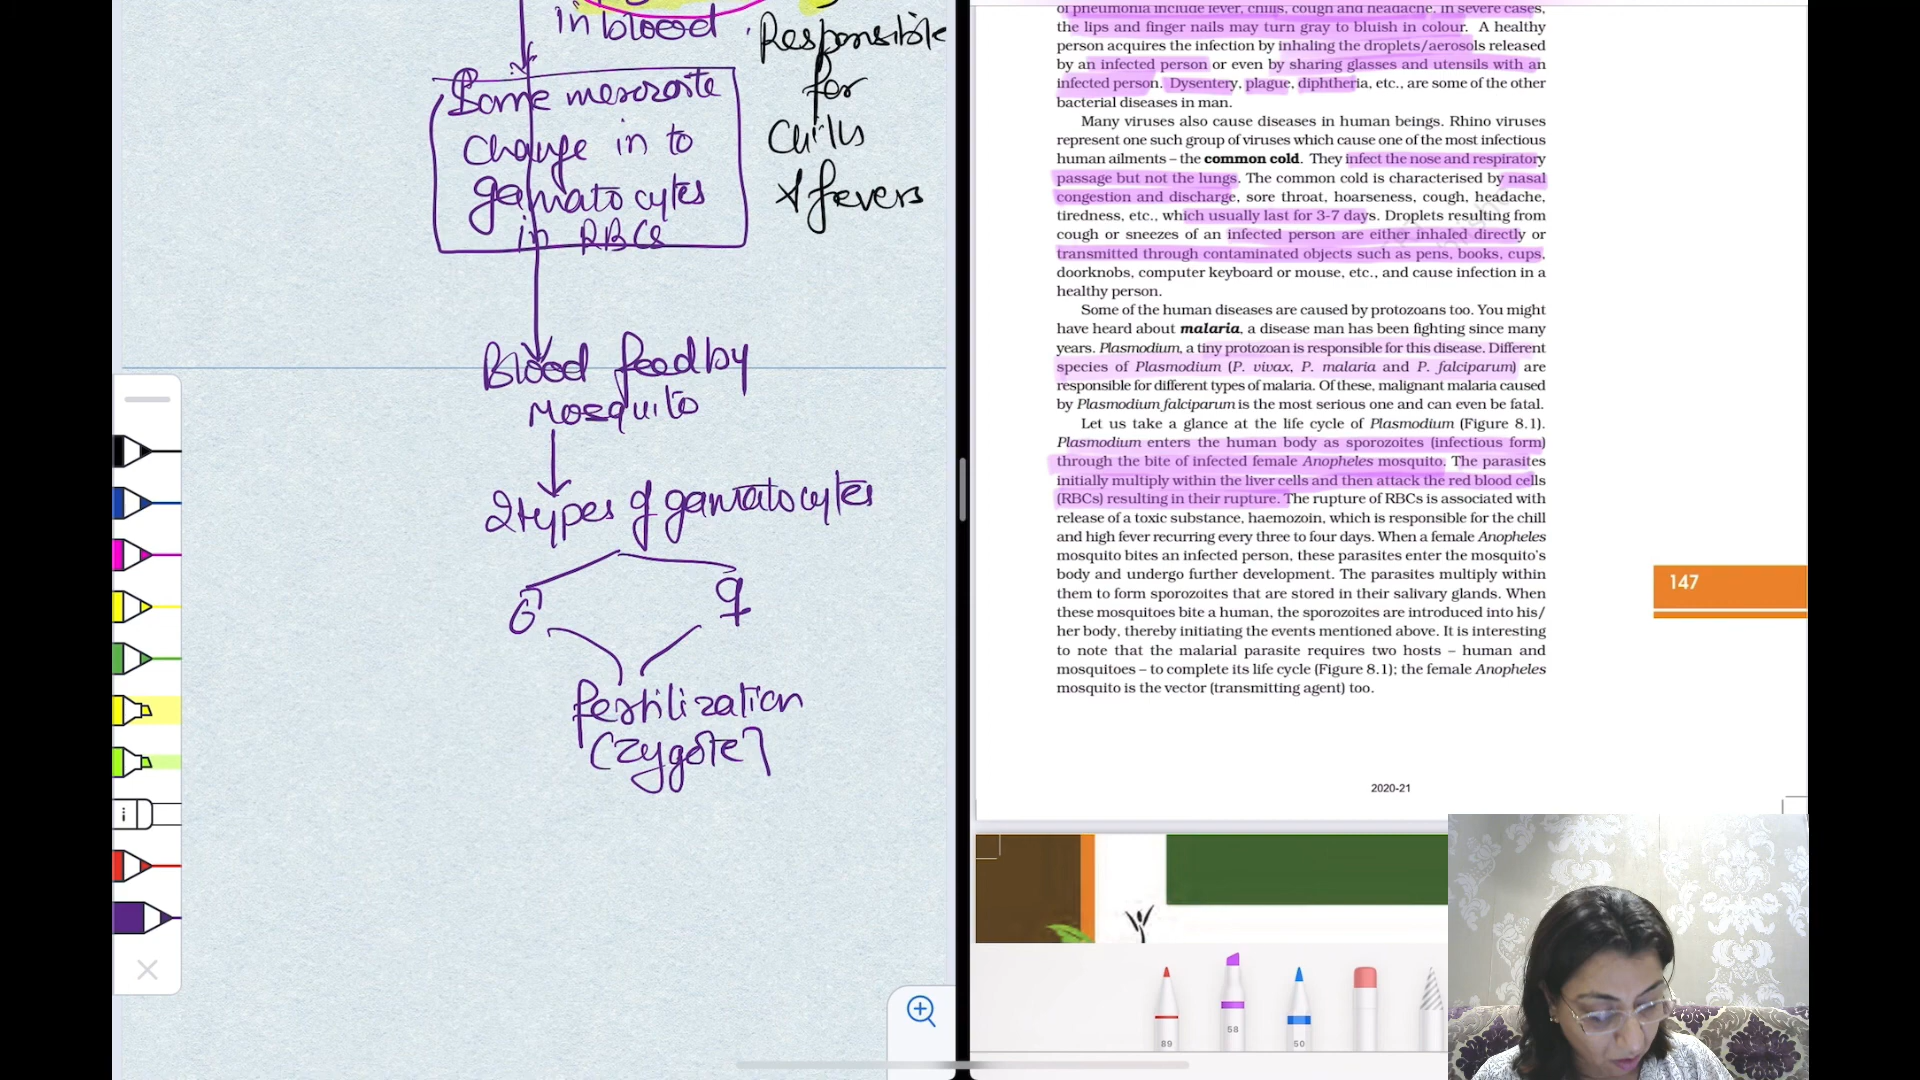 in blood
Responsible
for
Chills
& fevers
Some merozoite
change in to
gamatocytes
in RBCs
Blood feed by
Mosquito
2 types of gamatocytes
♂ ♀
fertilization
(zygote)
i
of pneumonia include fever, chills, cough and headache. In severe cases,
the lips and finger nails may turn gray to bluish in colour. A healthy
person acquires the infection by inhaling the droplets/aerosols released
by an infected person or even by sharing glasses and utensils with an
infected person. Dysentery, plague, diphtheria, etc., are some of the other
bacterial diseases in man.
Many viruses also cause diseases in human beings. Rhino viruses
represent one such group of viruses which cause one of the most infectious
human ailments – the common cold. They infect the nose and respiratory
passage but not the lungs. The common cold is characterised by nasal
congestion and discharge, sore throat, hoarseness, cough, headache,
tiredness, etc., which usually last for 3-7 days. Droplets resulting from
cough or sneezes of an infected person are either inhaled directly or
transmitted through contaminated objects such as pens, books, cups,
doorknobs, computer keyboard or mouse, etc., and cause infection in a
healthy person.
Some of the human diseases are caused by protozoans too. You might
have heard about malaria, a disease man has been fighting since many
years. Plasmodium, a tiny protozoan is responsible for this disease. Different
species of Plasmodium (P. vivax, P. malaria and P. falciparum) are
responsible for different types of malaria. Of these, malignant malaria caused
by Plasmodium falciparum is the most serious one and can even be fatal.
Let us take a glance at the life cycle of Plasmodium (Figure 8.1).
Plasmodium enters the human body as sporozoites (infectious form)
through the bite of infected female Anopheles mosquito. The parasites
initially multiply within the liver cells and then attack the red blood cells
(RBCs) resulting in their rupture. The rupture of RBCs is associated with
release of a toxic substance, haemozoin, which is responsible for the chill
and high fever recurring every three to four days. When a female Anopheles
mosquito bites an infected person, these parasites enter the mosquito's
body and undergo further development. The parasites multiply within
them to form sporozoites that are stored in their salivary glands. When
these mosquitoes bite a human, the sporozoites are introduced into his/
her body, thereby initiating the events mentioned above. It is interesting
to note that the malarial parasite requires two hosts – human and
mosquitoes – to complete its life cycle (Figure 8.1); the female Anopheles
mosquito is the vector (transmitting agent) too.
147
2020-21
89
58
50